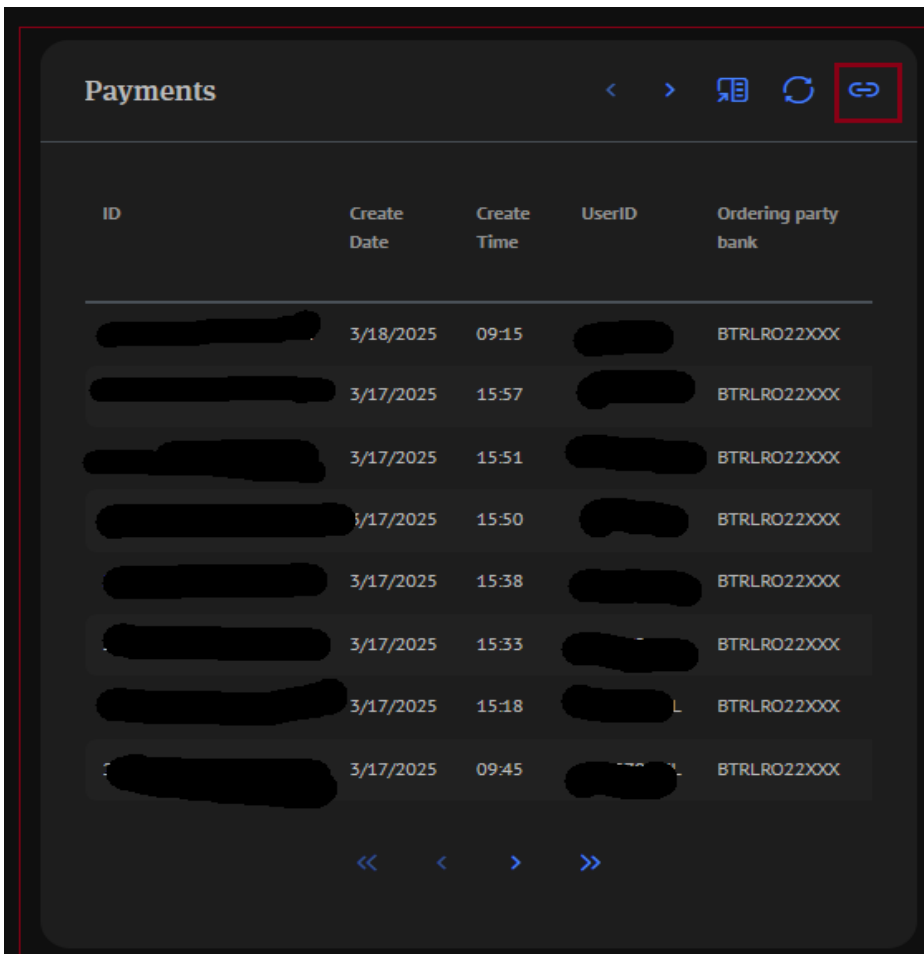 Payments
ID Create Date Create Time UserID Ordering party bank
3/18/2025 09:15 BTRLRO22XXX
3/17/2025 15:57 BTRLRO22XXX
3/17/2025 15:51 BTRLRO22XXX
/17/2025 15:50 BTRLRO22XXX
3/17/2025 15:38 BTRLRO22XXX
3/17/2025 15:33 BTRLRO22XXX
3/17/2025 15:18 L BTRLRO22XXX
3/17/2025 09:45 BTRLRO22XXX